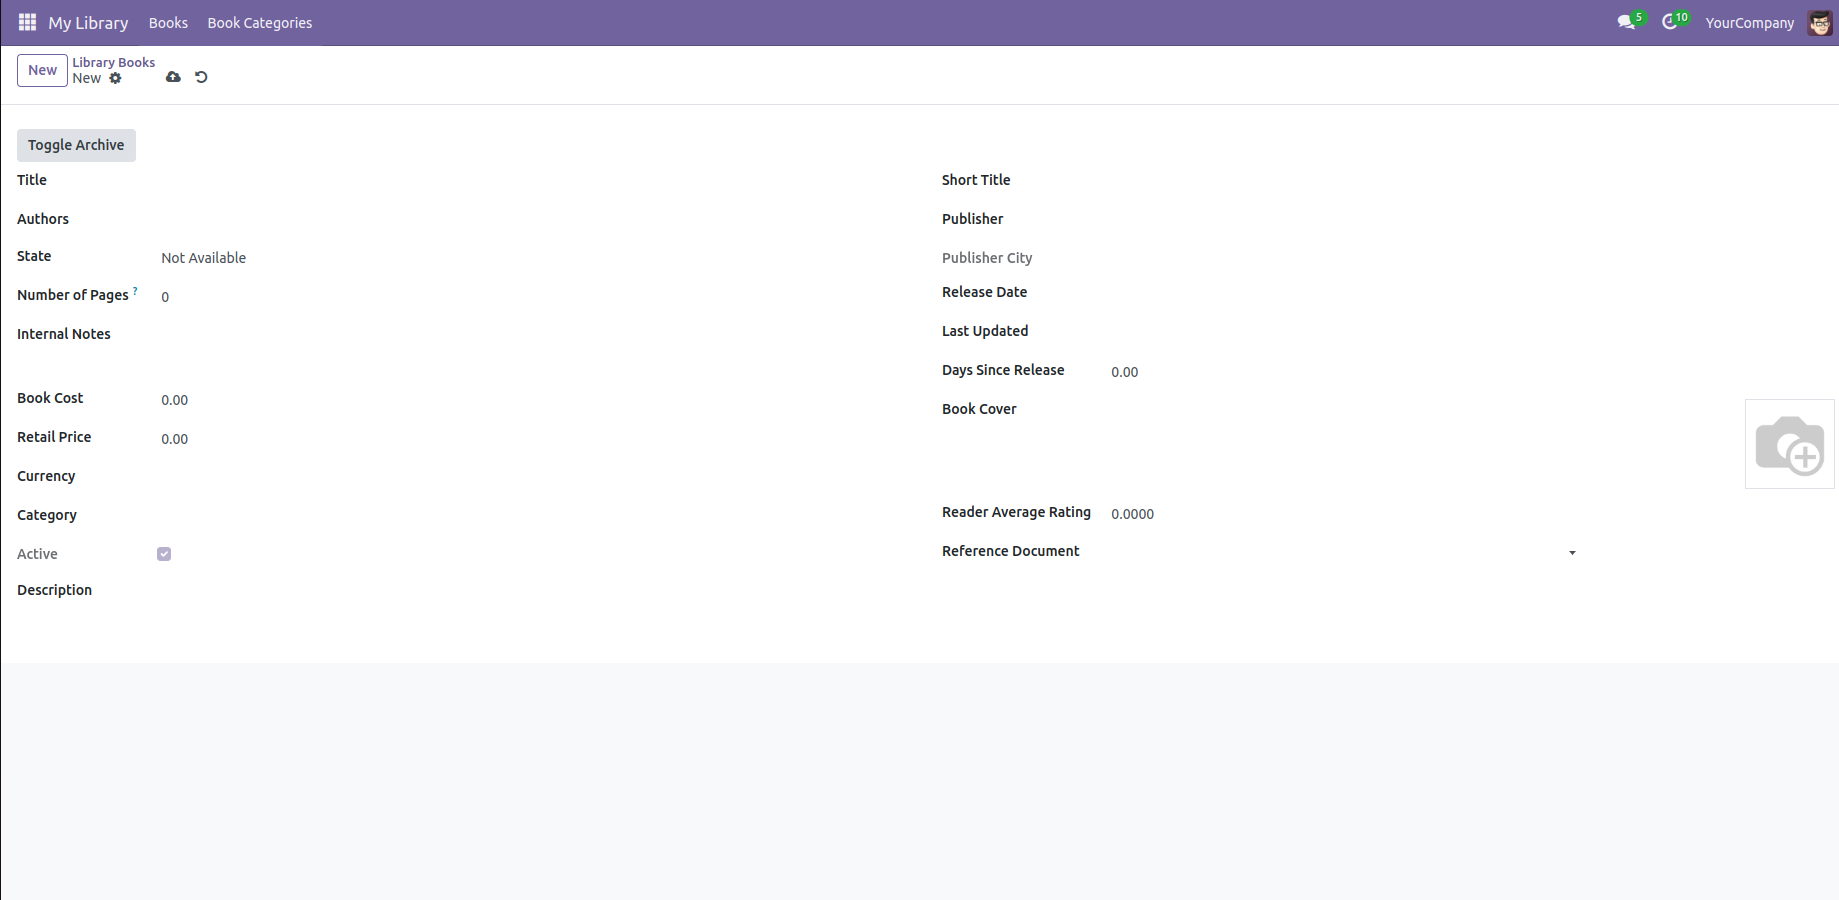 My Library Books Book Categories 5 10 YourCompany
New Library Books
New
Toggle Archive
Title
Authors
State Not Available
Number of Pages ? 0
Internal Notes
Book Cost 0.00
Retail Price 0.00
Currency
Category
Active
Description
Short Title
Publisher
Publisher City
Release Date
Last Updated
Days Since Release 0.00
Book Cover
Reader Average Rating 0.0000
Reference Document